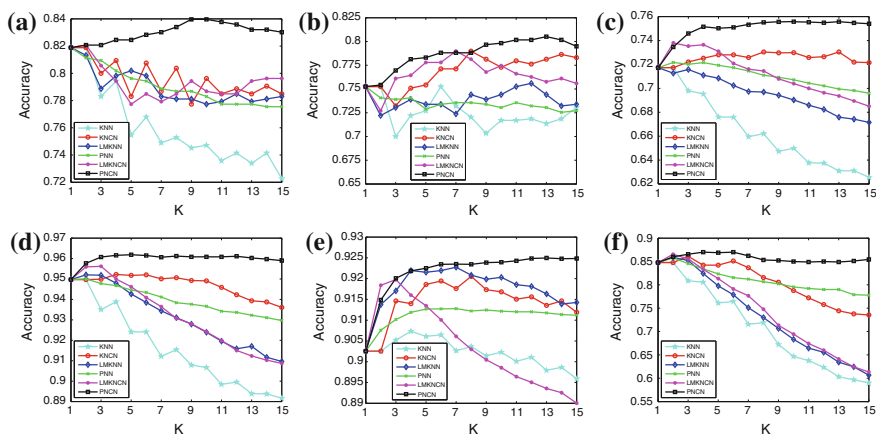 (a)
Accuracy
0.84
0.82
0.8
0.78
0.76
0.74
0.72
1 3 5 7 9 11 13 15
K
KNN
KNCN
LMKNN
PNN
LMKNCN
PNCN
(b)
Accuracy
0.825
0.8
0.775
0.75
0.725
0.7
0.675
0.65
1 3 5 7 9 11 13 15
K
KNN
KNCN
LMKNN
PNN
LMKNCN
PNCN
(c)
Accuracy
0.76
0.74
0.72
0.7
0.68
0.66
0.64
0.62
1 3 5 7 9 11 13 15
K
KNN
KNCN
LMKNN
PNN
LMKNCN
PNCN
(d)
Accuracy
0.97
0.96
0.95
0.94
0.93
0.92
0.91
0.9
0.89
1 3 5 7 9 11 13 15
K
KNN
KNCN
LMKNN
PNN
LMKNCN
PNCN
(e)
Accuracy
0.925
0.92
0.915
0.91
0.905
0.9
0.895
0.89
1 3 5 7 9 11 13 15
K
KNN
KNCN
LMKNN
PNN
LMKNCN
PNCN
(f)
Accuracy
0.9
0.85
0.8
0.75
0.7
0.65
0.6
0.55
1 3 5 7 9 11 13 15
K
KNN
KNCN
LMKNN
PNN
LMKNCN
PNCN